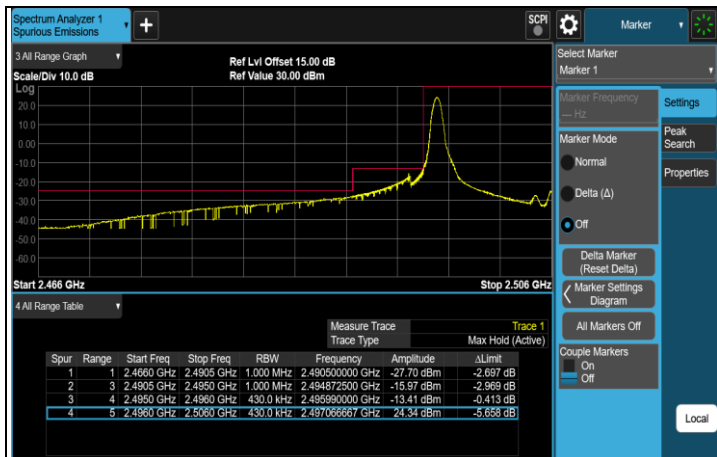 Spectrum Analyzer 1
Spurious Emissions
SCPI
Marker
3 All Range Graph
Ref Lvl Offset 15.00 dB
Scale/Div 10.0 dB
Ref Value 30.00 dBm
Log
20.0
10.0
0.00
-10.0
-20.0
-30.0
-40.0
-50.0
-60.0
Start 2.466 GHz
Stop 2.506 GHz
4 All Range Table
Measure Trace Trace 1
Trace Type Max Hold (Active)
Spur Range Start Freq Stop Freq RBW Frequency Amplitude ΔLimit
1 1 2.4660 GHz 2.4905 GHz 1.000 MHz 2.490500000 GHz -27.70 dBm -2.697 dB
2 3 2.4905 GHz 2.4950 GHz 1.000 MHz 2.494872500 GHz -15.97 dBm -2.969 dB
3 4 2.4950 GHz 2.4960 GHz 430.0 kHz 2.495990000 GHz -13.41 dBm -0.413 dB
4 5 2.4960 GHz 2.5060 GHz 430.0 kHz 2.497066667 GHz 24.34 dBm -5.658 dB
Select Marker
Marker 1
Marker Frequency
--- Hz
Marker Mode
Normal
Delta (Δ)
Off
Delta Marker
(Reset Delta)
Marker Settings
Diagram
All Markers Off
Couple Markers
On
Off
Settings
Peak
Search
Properties
Local